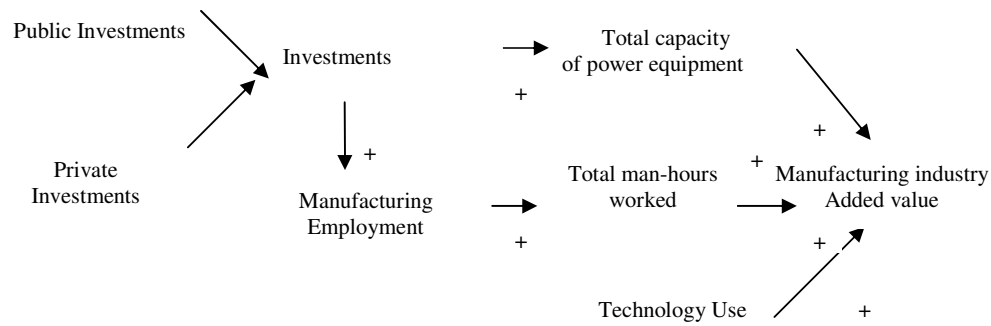 Public Investments
Investments
Total capacity
of power equipment
+
+
Private
Investments
+
Manufacturing
Employment
+
Total man-hours
worked
+
Manufacturing industry
Added value
+
Technology Use
+